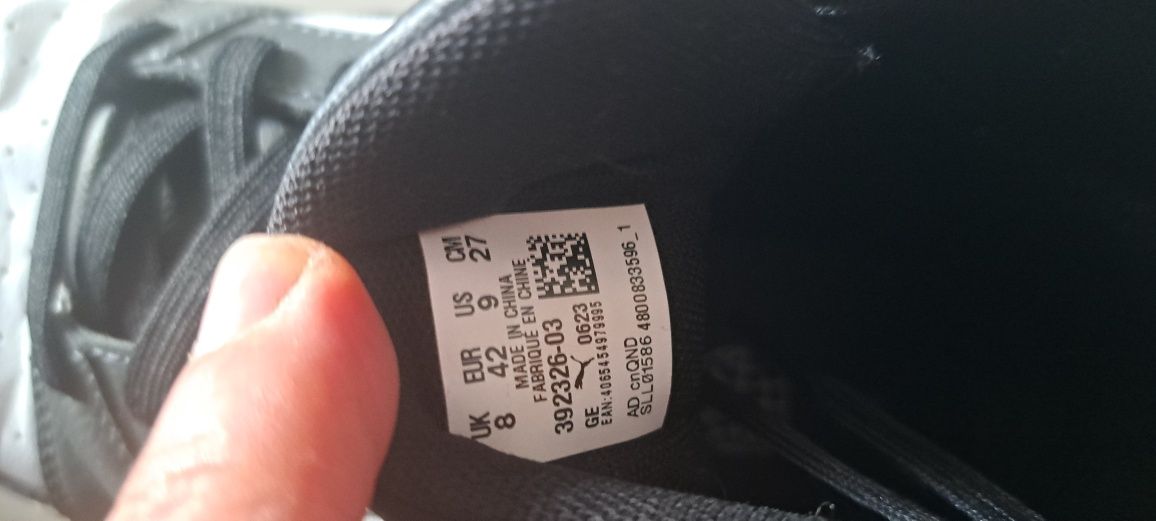 UK EUR US CM
8 42 9 27
MADE IN CHINA
FABRIQUÉ EN CHINE
392326-03
GE 0623
EAN:4065454979995
AD cnQND
SLL01586 4800833596_1